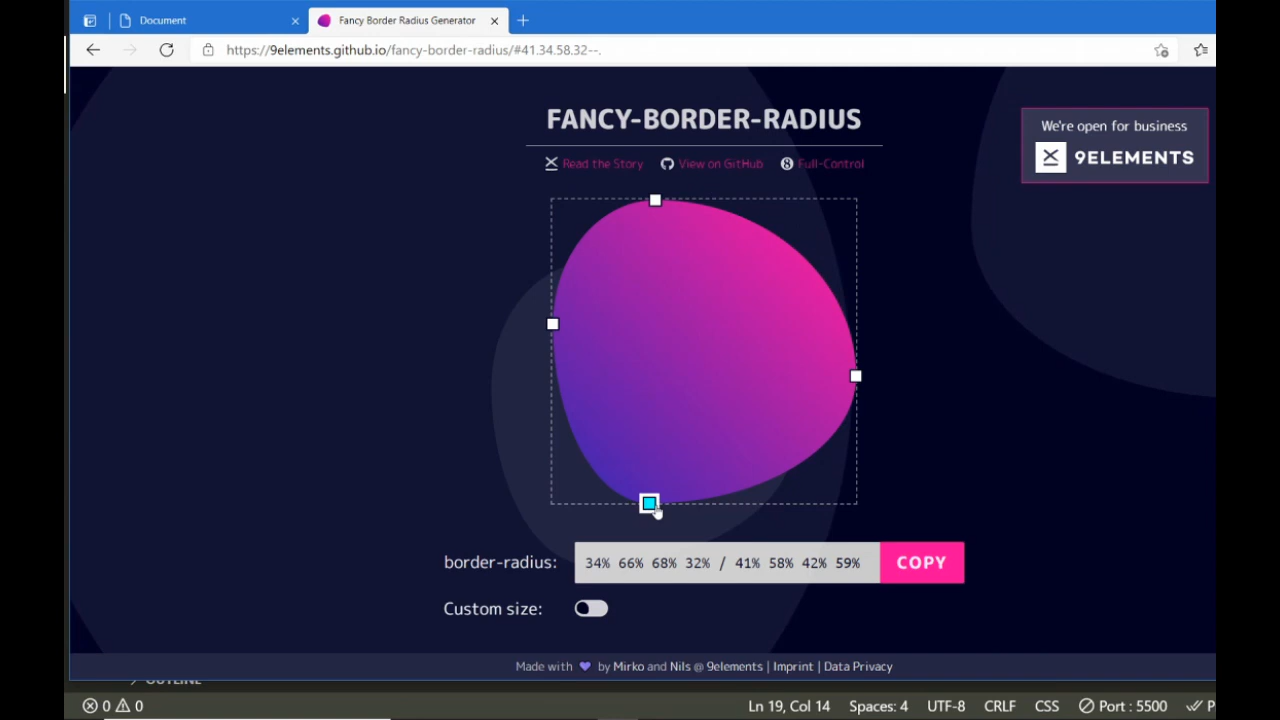 Document
Fancy Border Radius Generator
https://9elements.github.io/fancy-border-radius/#41.34.58.32--.
FANCY-BORDER-RADIUS
We're open for business
9ELEMENTS
Read the Story
View on GitHub
Full-Control
border-radius:
34% 66% 68% 32% / 41% 58% 42% 59%
COPY
Custom size:
Made with 💜 by Mirko and Nils @ 9elements | Imprint | Data Privacy
OUTLINE
0 0
Ln 19, Col 14
Spaces: 4
UTF-8
CRLF
CSS
Port : 5500
P